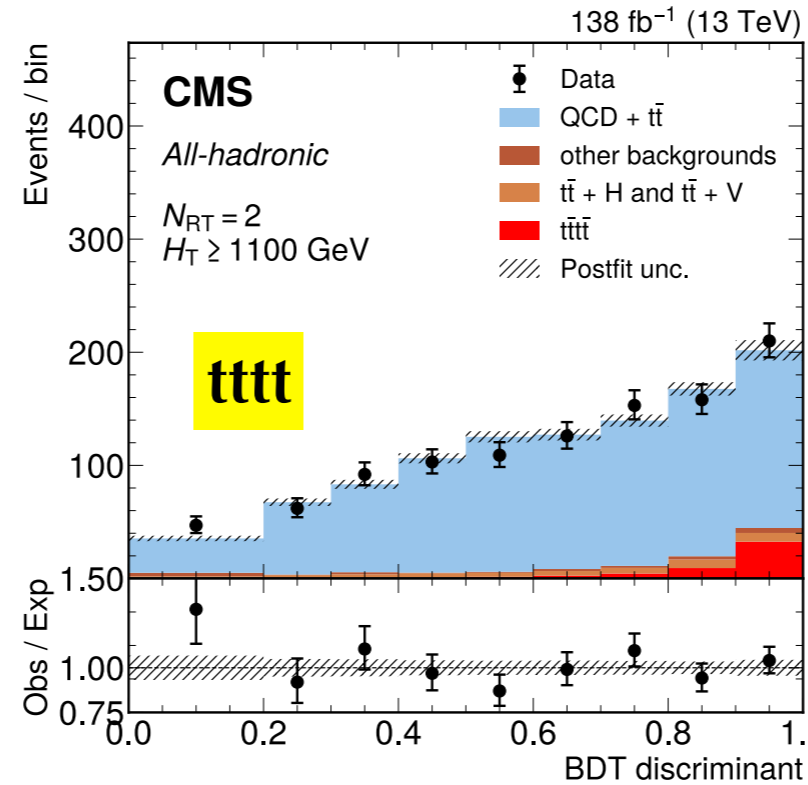 138 fb⁻¹ (13 TeV)
Events / bin
CMS
All-hadronic
N_RT = 2
H_T ≥ 1100 GeV
Data
QCD + tt̄
other backgrounds
tt̄ + H and tt̄ + V
tt̄tt̄
Postfit unc.
tttt
400
300
200
100
50
1.50
1.00
0.75
Obs / Exp
0.0 0.2 0.4 0.6 0.8 1.
BDT discriminant